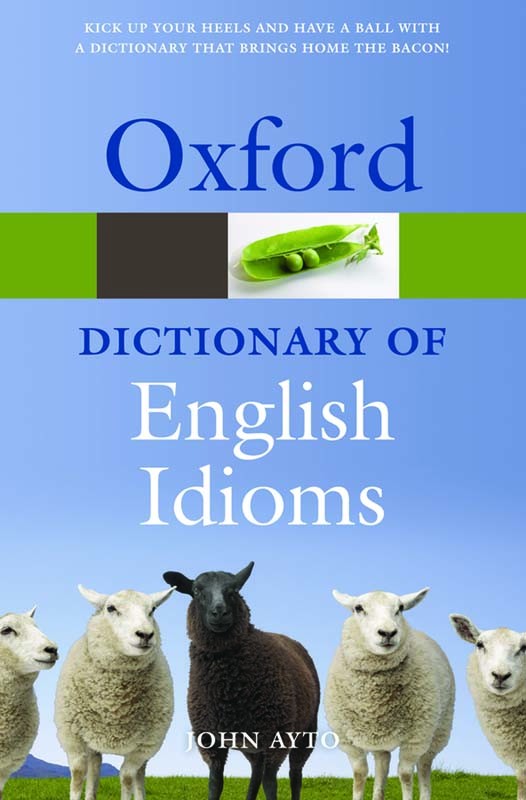 KICK UP YOUR HEELS AND HAVE A BALL WITH
A DICTIONARY THAT BRINGS HOME THE BACON!
Oxford
DICTIONARY OF
English
Idioms
JOHN AYTO